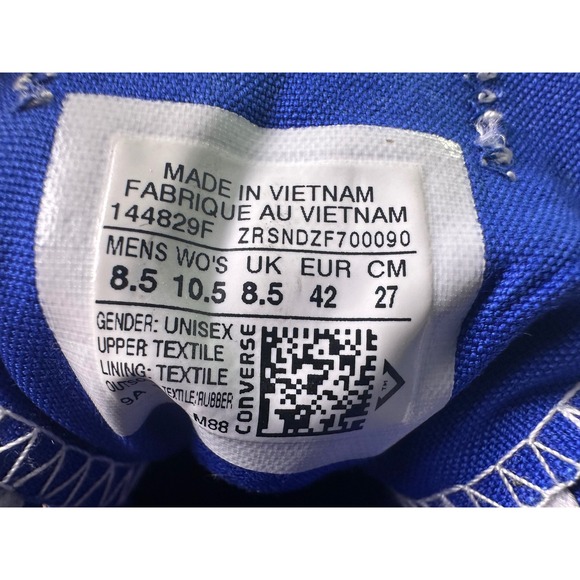 MADE IN VIETNAM
FABRIQUE AU VIETNAM
144829F ZRSNDZF700090
MENS WO'S UK EUR CM
8.5 10.5 8.5 42 27
GENDER: UNISEX
UPPER: TEXTILE
LINING: TEXTILE
TEXTILE/RUBBER
9A M88
CONVERSE